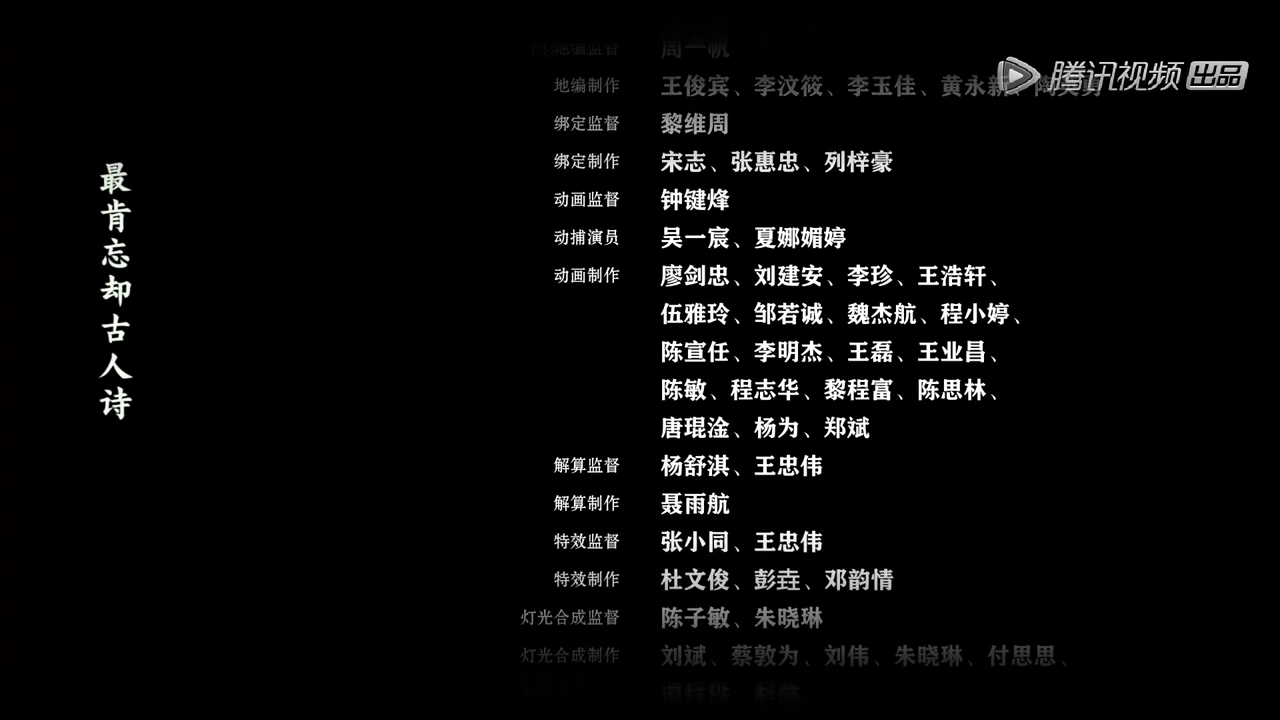 腾讯视频 出品
最肯忘却古人诗
地编监督 周一帆
地编制作 王俊宾、李汶筱、李玉佳、黄永新、
绑定监督 黎维周
绑定制作 宋志、张惠忠、列梓豪
动画监督 钟键烽
动捕演员 吴一宸、夏娜媚婷
动画制作 廖剑忠、刘建安、李珍、王浩轩、
伍雅玲、邹若诚、魏杰航、程小婷、
陈宣任、李明杰、王磊、王业昌、
陈敏、程志华、黎程富、陈思林、
唐琨淦、杨为、郑斌
解算监督 杨舒淇、王忠伟
解算制作 聂雨航
特效监督 张小同、王忠伟
特效制作 杜文俊、彭垚、邓韵情
灯光合成监督 陈子敏、朱晓琳
灯光合成制作 刘斌、蔡敦为、刘伟、朱晓琳、付思思、